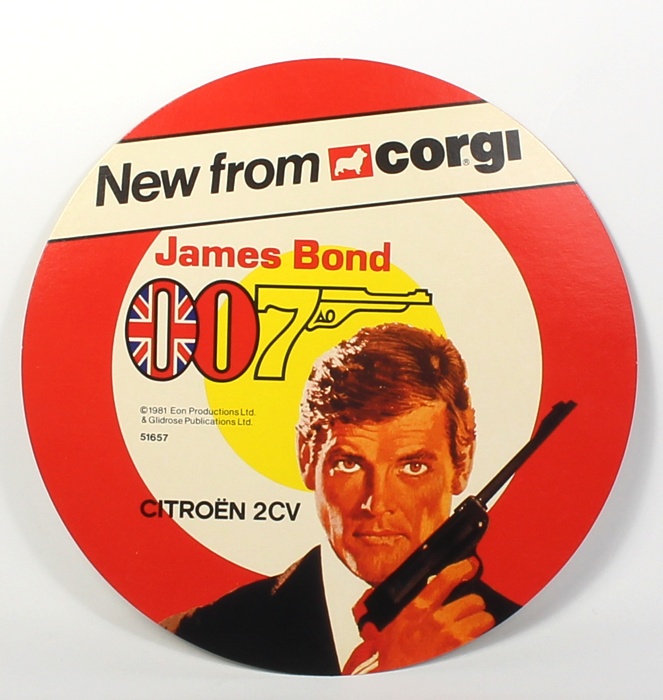 New from corgi ®
James Bond
007
©1981 Eon Productions Ltd.
& Glidrose Publications Ltd.
51657
CITROËN 2CV